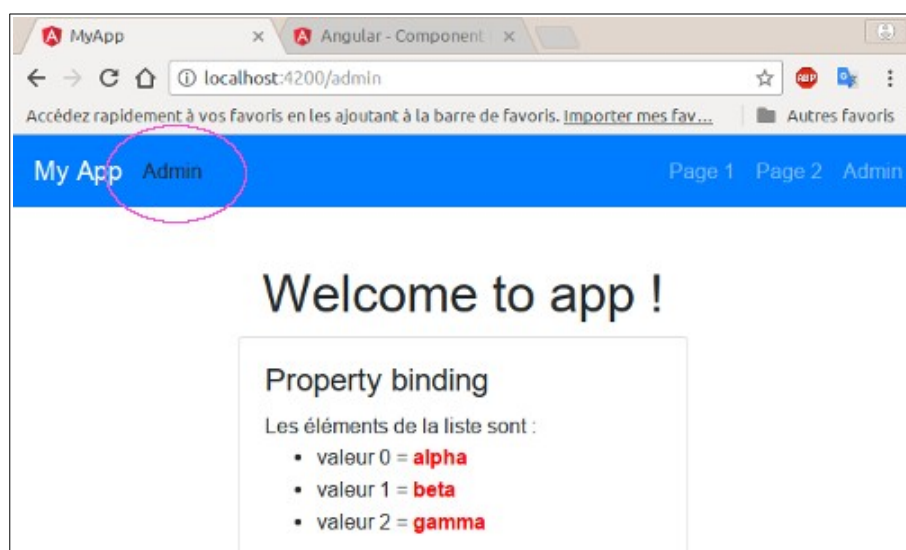 MyApp
Angular - Component
localhost:4200/admin
ABP
Accédez rapidement à vos favoris en les ajoutant à la barre de favoris. Importer mes fav...
Autres favoris
My App Admin Page 1 Page 2 Admin
Welcome to app !
Property binding
Les éléments de la liste sont :
• valeur 0 = alpha
• valeur 1 = beta
• valeur 2 = gamma